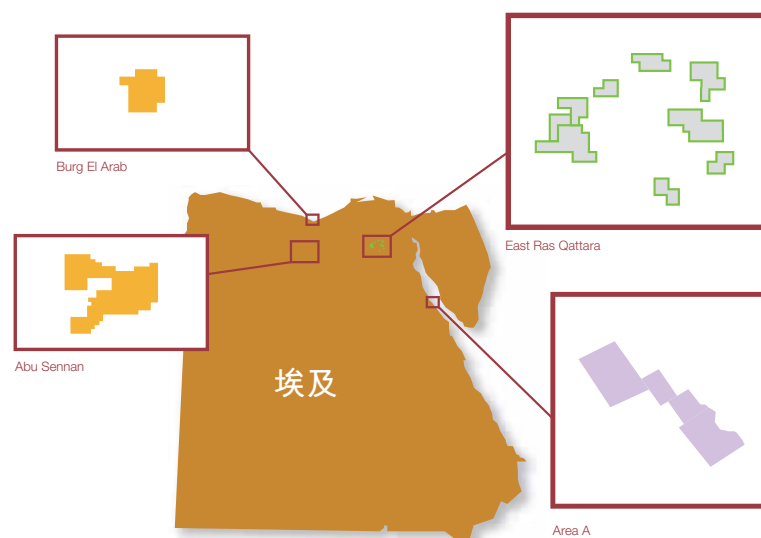 Burg El Arab
East Ras Qattara
Abu Sennan
埃及
Area A